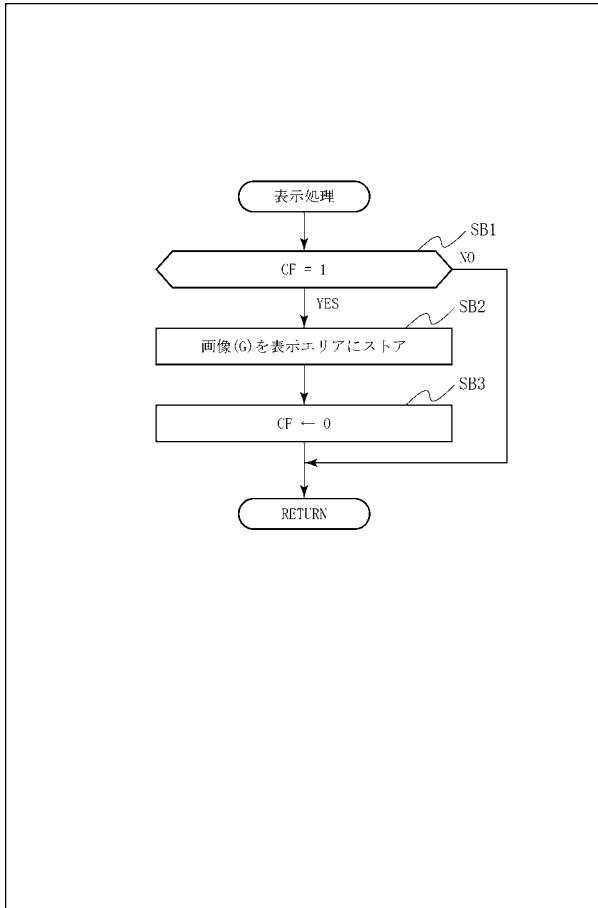 表示処理
SB1
CF = 1
NO
YES
SB2
画像(G)を表示エリアにストア
SB3
CF ← 0
RETURN